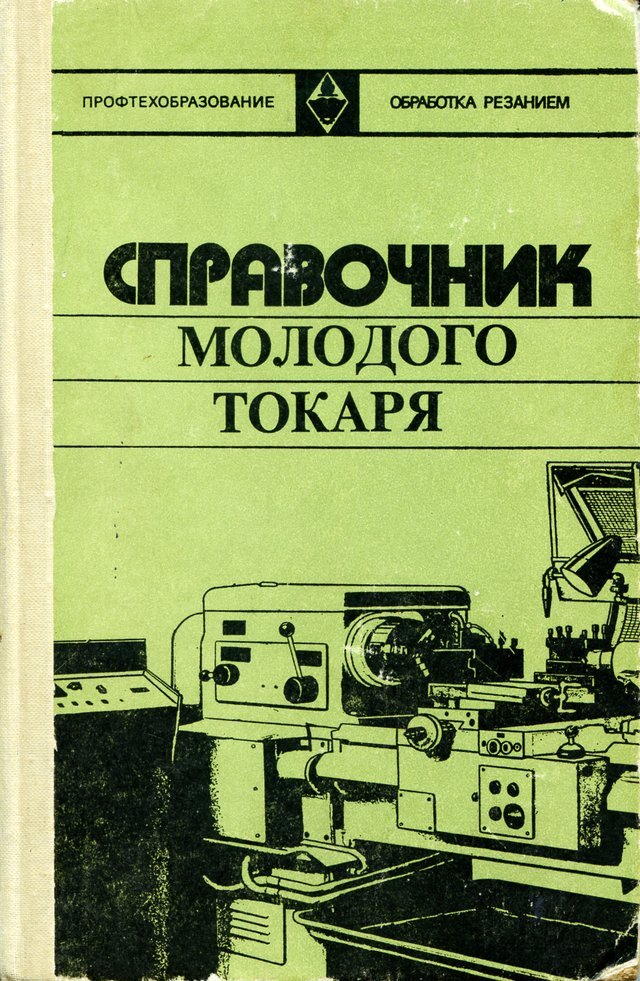 ПРОФТЕХОБРАЗОВАНИЕ
ОБРАБОТКА РЕЗАНИЕМ
СПРАВОЧНИК
МОЛОДОГО
ТОКАРЯ